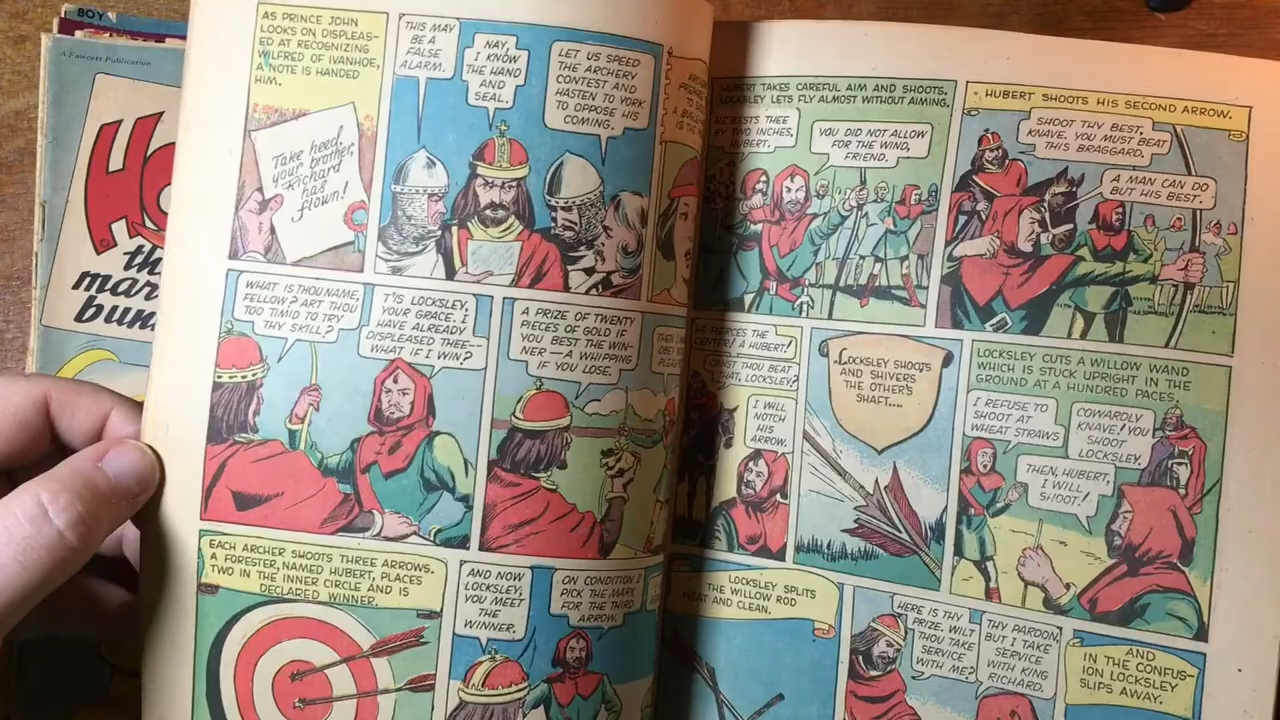 BOY
A Fawcett Publication
AS PRINCE JOHN
LOOKS ON DISPLEAS-
ED AT RECOGNIZING
WILFRED OF IVANHOE,
A NOTE IS HANDED
HIM.
Take heed,
your brother,
Richard
has
flown!
THIS MAY
BE A
FALSE
ALARM.
NAY,
I KNOW
THE HAND
AND
SEAL.
LET US SPEED
THE ARCHERY
CONTEST AND
HASTEN TO YORK
TO OPPOSE HIS
COMING.
WHAT IS THOU NAME,
FELLOW? ART THOU
TOO TIMID TO TRY
THY SKILL?
T'IS LOCKSLEY,
YOUR GRACE. I
HAVE ALREADY
DISPLEASED THEE--
WHAT IF I WIN?
A PRIZE OF TWENTY
PIECES OF GOLD IF
YOU BEST THE WIN-
NER—A WHIPPING
IF YOU LOSE.
EACH ARCHER SHOOTS THREE ARROWS.
A FORESTER, NAMED HUBERT, PLACES
TWO IN THE INNER CIRCLE AND IS
DECLARED WINNER.
AND NOW
LOCKSLEY,
YOU MEET
THE
WINNER.
ON CONDITION I
PICK THE MARK
FOR THE THIRD
ARROW.
HUBERT TAKES CAREFUL AIM AND SHOOTS.
LOCKSLEY LETS FLY ALMOST WITHOUT AIMING.
HE BESTS THEE
BY TWO INCHES,
HUBERT.
YOU DID NOT ALLOW
FOR THE WIND,
FRIEND.
HUBERT SHOOTS HIS SECOND ARROW.
SHOOT THY BEST,
KNAVE. YOU MUST BEAT
THIS BRAGGARD.
A MAN CAN DO
BUT HIS BEST.
HE PIERCES THE
CENTER! A HUBERT!
CANST THOU BEAT
THAT, LOCKSLEY?
I WILL
NOTCH
HIS
ARROW.
LOCKSLEY SHOOTS
AND SHIVERS
THE OTHER'S
SHAFT....
LOCKSLEY CUTS A WILLOW WAND
WHICH IS STUCK UPRIGHT IN THE
GROUND AT A HUNDRED PACES.
I REFUSE TO
SHOOT AT
WHEAT STRAWS
COWARDLY
KNAVE! YOU
SHOOT
LOCKSLEY.
THEN, HUBERT,
I WILL
SHOOT!
LOCKSLEY SPLITS
THE WILLOW ROD
NEAT AND CLEAN.
HERE IS THY
PRIZE. WILT
THOU TAKE
SERVICE
WITH ME?
THY PARDON,
BUT I TAKE
SERVICE
WITH KING
RICHARD.
AND
IN THE CONFUS-
ION LOCKSLEY
SLIPS AWAY.